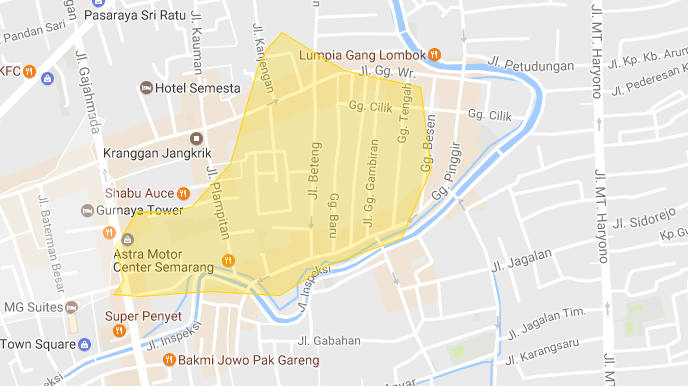 Pasaraya Sri Ratu
Pandan Sari
KFC
Jl. Gajahmada
Jl. Kauman
Jl. Kanjengan
Lumpia Gang Lombok
Jl. Gg. Wr.
Jl. Petudungan
Jl. MT. Haryono
Jl. Kp. Kb. Arum
Jl. Pederesan K
Hotel Semesta
Gg. Cilik
Gg. Tengah
Gg. Besen
Gg. Cilik
Kranggan Jangkrik
Jl. Beteng
Jl. Gg. Gambiran
Gg. Pinggir
Shabu Auce
Jl. Plampitan
Gg. Baru
Jl. MT. Haryono
Gurnaya Tower
Jl. Sidorejo
Kp.Gu
Jl. Baterman Besar
Astra Motor
Center Semarang
Jl. Jagalan
Jl. Inspeksi
MG Suites
Super Penyet
Jl. Jagalan Tim.
Town Square
Jl. Inspeksi
Jl. Gabahan
Jl. Karangsaru
Bakmi Jowo Pak Gareng
Jl. MT